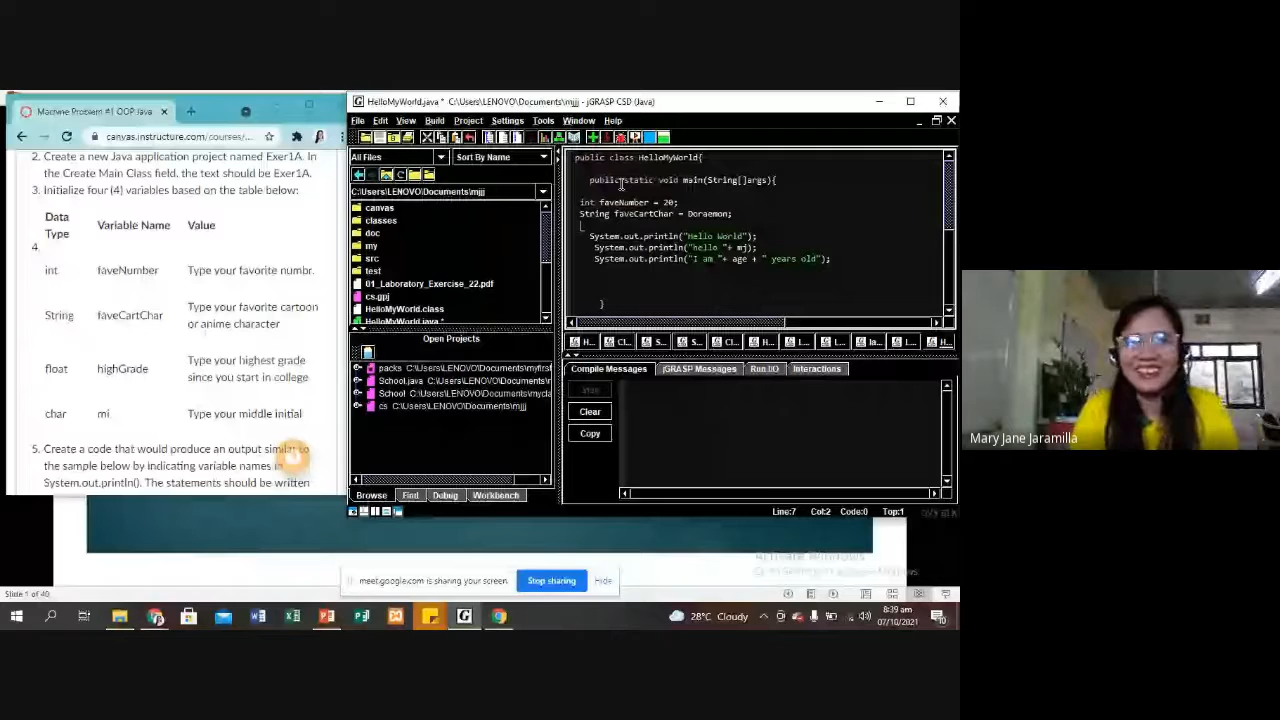 Machine Problem #1 OOP Java
canvas.instructure.com/courses/...
2. Create a new Java application project named Exer1A. In
the Create Main Class field, the text should be Exer1A.
3. Initialize four (4) variables based on the table below:
Data Type
Variable Name
Value
4.
int
faveNumber
Type your favorite numbr.
String
faveCartChar
Type your favorite cartoon
or anime character
float
highGrade
Type your highest grade
since you start in college
char
mi
Type your middle initial
5. Create a code that would produce an output similar to
the sample below by indicating variable names in
System.out.println(). The statements should be written
HelloMyWorld.java * C:\Users\LENOVO\Documents\mjjj - jGRASP CSD (Java)
File Edit View Build Project Settings Tools Window Help
All Files
Sort By Name
C:\Users\LENOVO\Documents\mjjj
canvas
classes
doc
my
src
test
01_Laboratory_Exercise_22.pdf
cs.gpj
HelloMyWorld.class
HelloMyWorld.java *
Open Projects
packs C:\Users\LENOVO\Documents\myfirst
School.java C:\Users\LENOVO\Documents\m
School C:\Users\LENOVO\Documents\mycla
cs C:\Users\LENOVO\Documents\mjjj
Browse Find Debug Workbench
public class HelloMyWorld{
public static void main(String[]args){
int faveNumber = 20;
String faveCartChar = Doraemon;
System.out.println("Hello World");
System.out.println("hello "+ mj);
System.out.println("I am "+ age + " years old");
}
H... Cl... S... S... Cl... H... L... L... Ja... L... H...
Compile Messages jGRASP Messages Run I/O Interactions
Stop
Clear
Copy
Line:7 Col:2 Code:0 Top:1
Mary Jane Jaramilla
Activate Windows
meet.google.com is sharing your screen.
Stop sharing
Hide
Slide 1 of 40
28°C Cloudy
8:39 am
07/10/2021